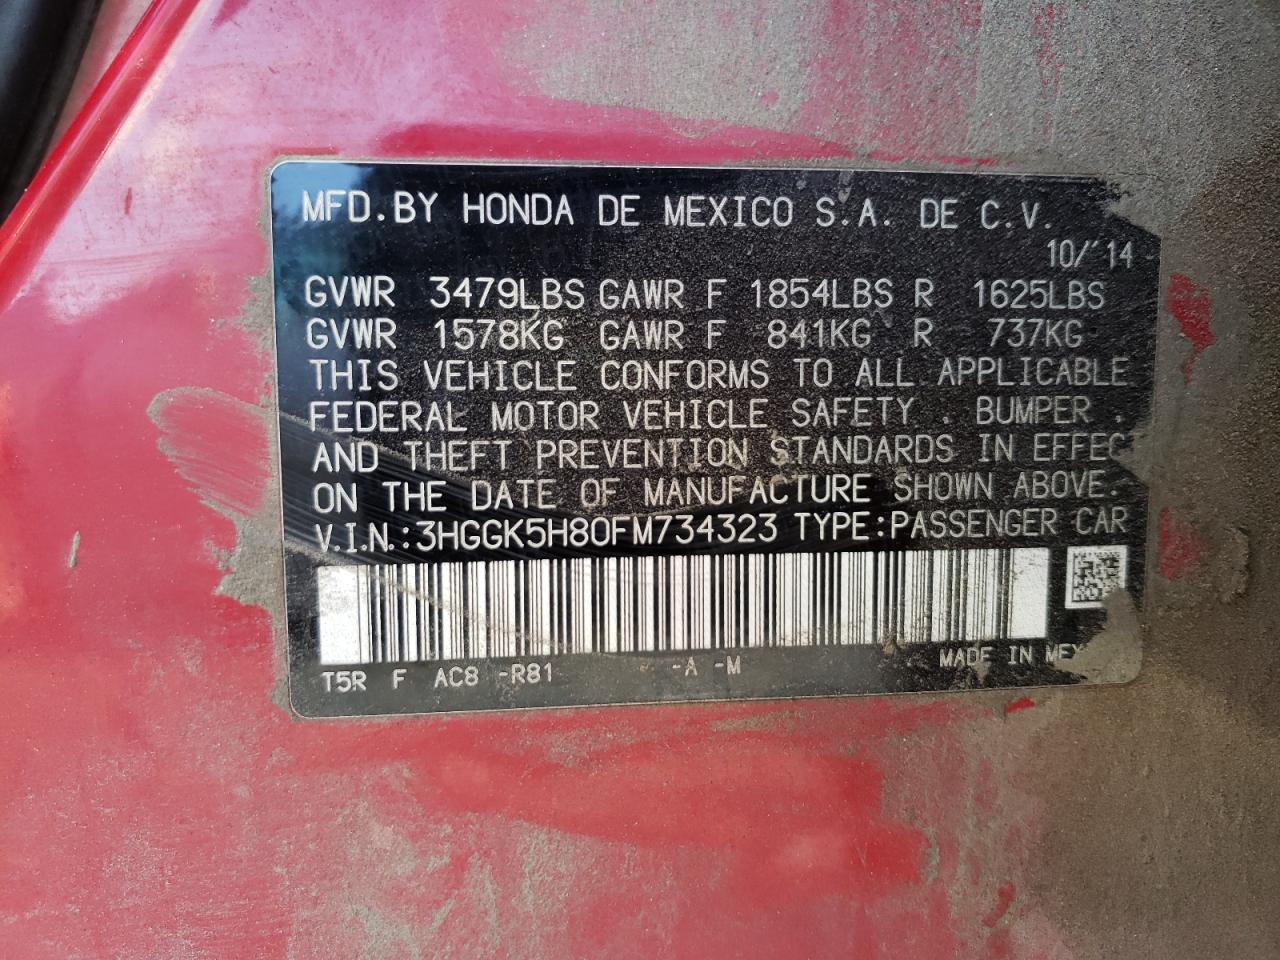 MFD.BY HONDA DE MEXICO S.A. DE C.V.
10/'14
GVWR 3479LBS GAWR F 1854LBS R 1625LBS
GVWR 1578KG GAWR F 841KG R 737KG
THIS VEHICLE CONFORMS TO ALL APPLICABLE
FEDERAL MOTOR VEHICLE SAFETY , BUMPER ,
AND THEFT PREVENTION STANDARDS IN EFFEC
ON THE DATE OF MANUFACTURE SHOWN ABOVE.
V.I.N.:3HGGK5H80FM734323 TYPE:PASSENGER CAR
T5R F AC8 -R81 -A -M MADE IN MEX